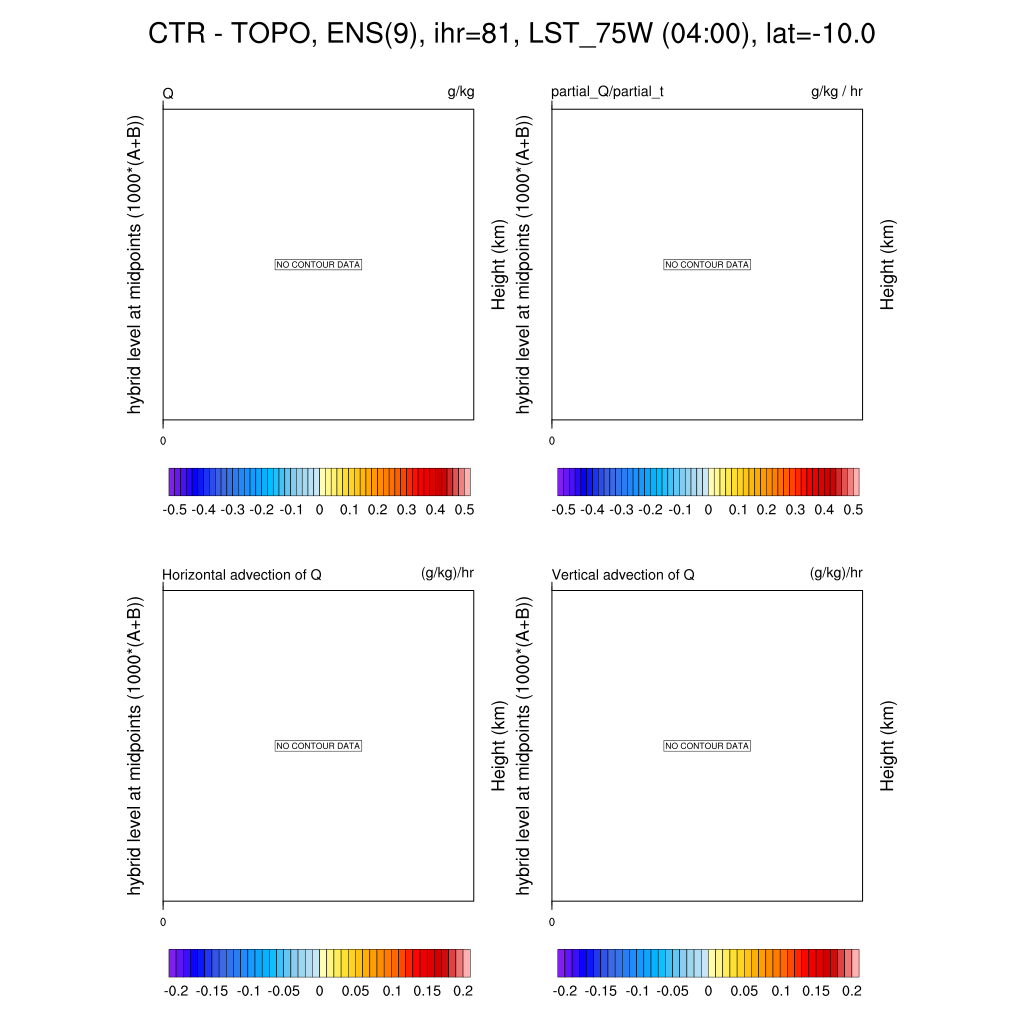 CTR - TOPO, ENS(9), ihr=81, LST_75W (04:00), lat=-10.0
Q g/kg
hybrid level at midpoints (1000*(A+B))
NO CONTOUR DATA
Height (km)
0
-0.5 -0.4 -0.3 -0.2 -0.1 0 0.1 0.2 0.3 0.4 0.5
partial_Q/partial_t g/kg / hr
hybrid level at midpoints (1000*(A+B))
NO CONTOUR DATA
Height (km)
0
-0.5 -0.4 -0.3 -0.2 -0.1 0 0.1 0.2 0.3 0.4 0.5
Horizontal advection of Q (g/kg)/hr
hybrid level at midpoints (1000*(A+B))
NO CONTOUR DATA
Height (km)
0
-0.2 -0.15 -0.1 -0.05 0 0.05 0.1 0.15 0.2
Vertical advection of Q (g/kg)/hr
hybrid level at midpoints (1000*(A+B))
NO CONTOUR DATA
Height (km)
0
-0.2 -0.15 -0.1 -0.05 0 0.05 0.1 0.15 0.2